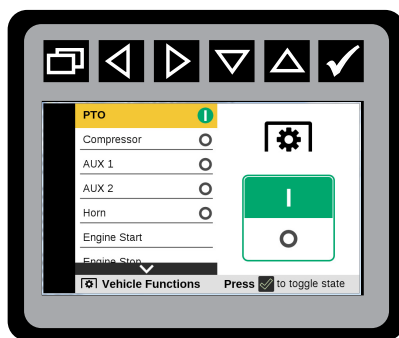 PTO
Compressor
AUX 1
AUX 2
Horn
Engine Start
Engine Stop
Vehicle Functions Press to toggle state